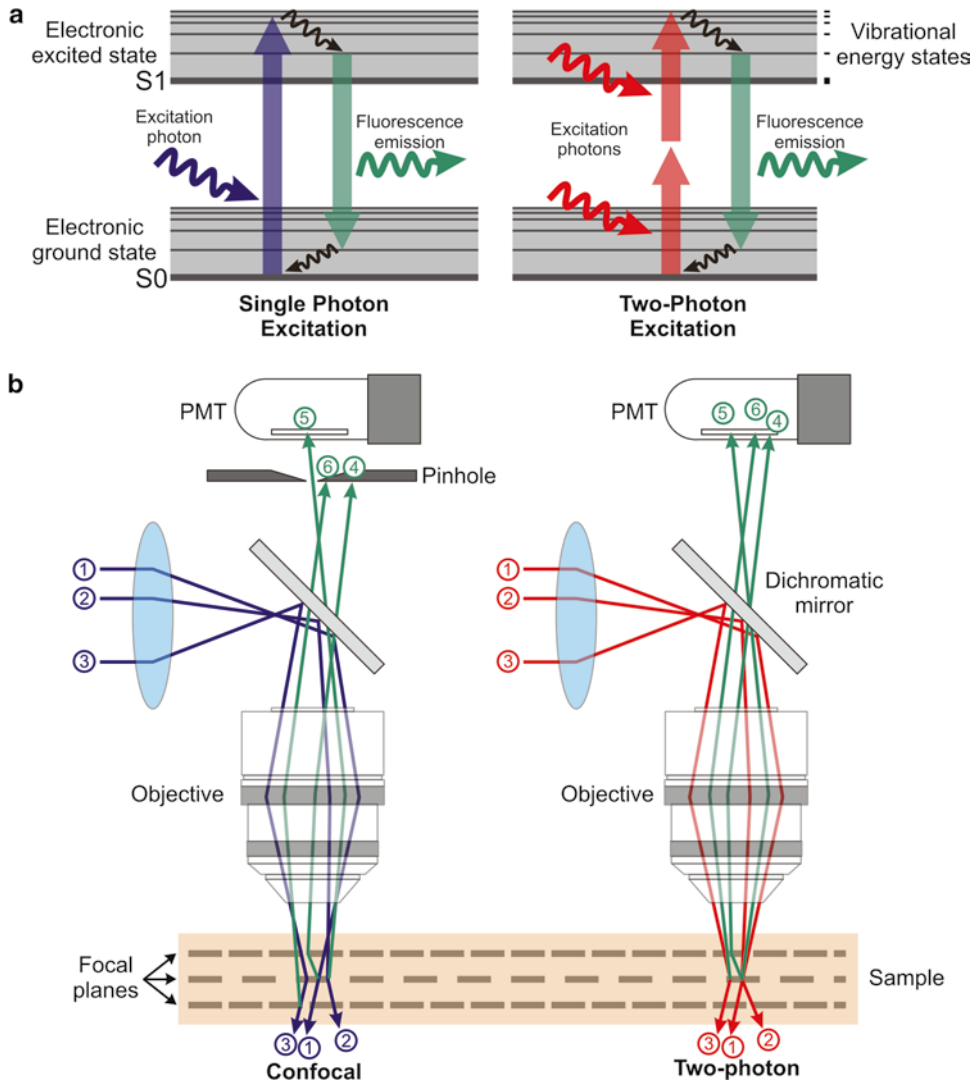 a
Electronic
excited state
S1
Excitation
photon
Fluorescence
emission
Electronic
ground state
S0
Single Photon
Excitation
Vibrational
energy states
Excitation
photons
Fluorescence
emission
Two-Photon
Excitation
b
PMT
5
6
4
Pinhole
1
2
3
Objective
Focal
planes
3
1
2
Confocal
PMT
5
6
4
1
2
3
Dichromatic
mirror
Objective
Sample
3
1
2
Two-photon